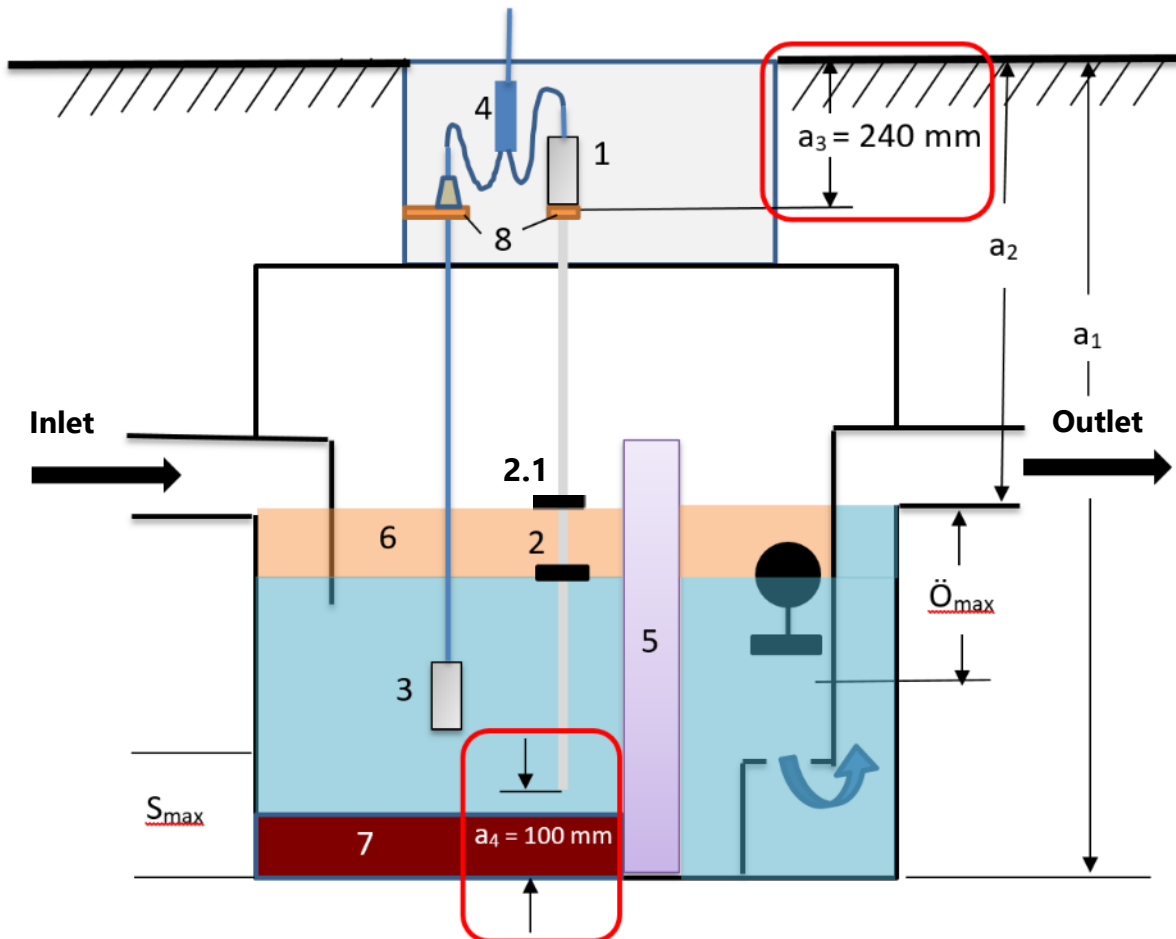 4
1
a₃ = 240 mm
8
a₂
a₁
Inlet
Outlet
2.1
6
2
Ömax
5
3
Smax
7
a₄ = 100 mm